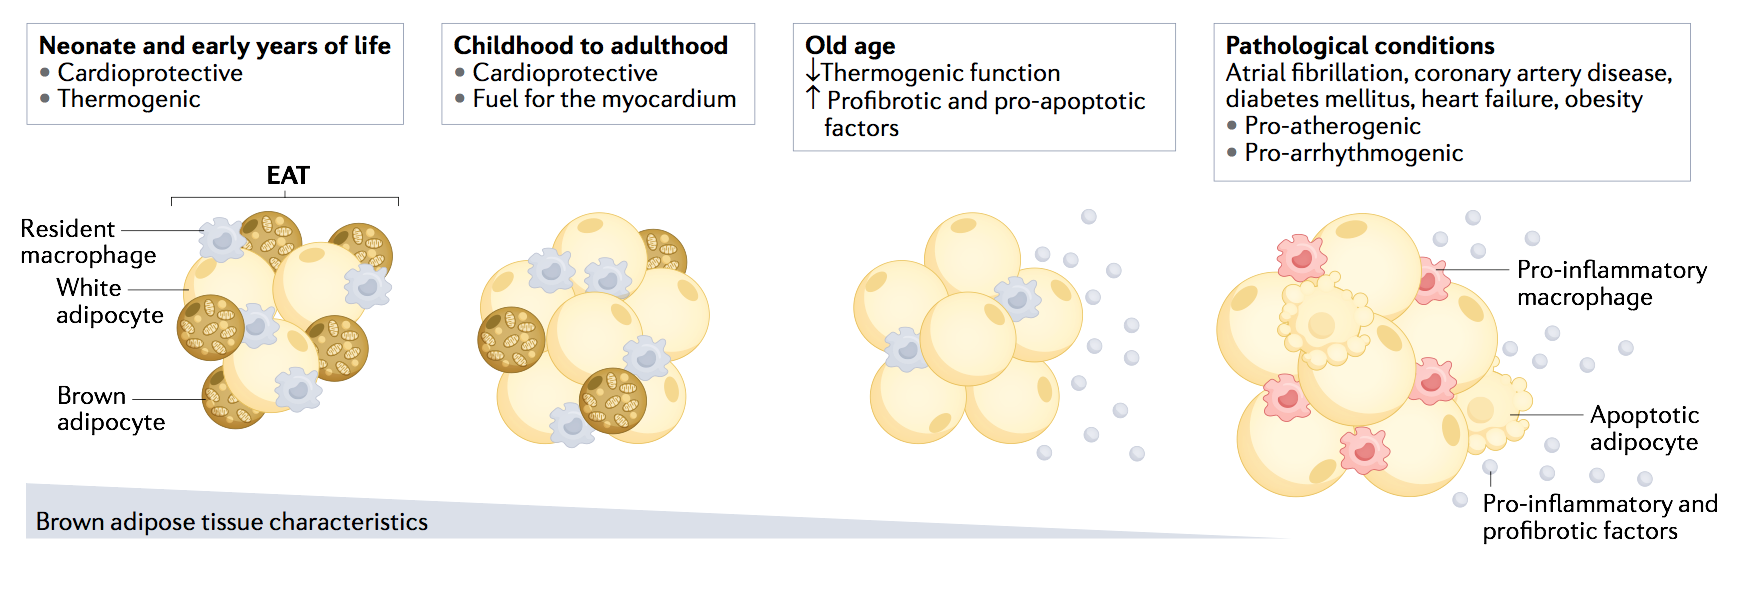 Neonate and early years of life
• Cardioprotective
• Thermogenic
Childhood to adulthood
• Cardioprotective
• Fuel for the myocardium
Old age
↓Thermogenic function
↑ Profibrotic and pro-apoptotic
factors
Pathological conditions
Atrial fibrillation, coronary artery disease,
diabetes mellitus, heart failure, obesity
• Pro-atherogenic
• Pro-arrhythmogenic
EAT
Resident
macrophage
White
adipocyte
Brown
adipocyte
Pro-inflammatory
macrophage
Apoptotic
adipocyte
Pro-inflammatory and
profibrotic factors
Brown adipose tissue characteristics